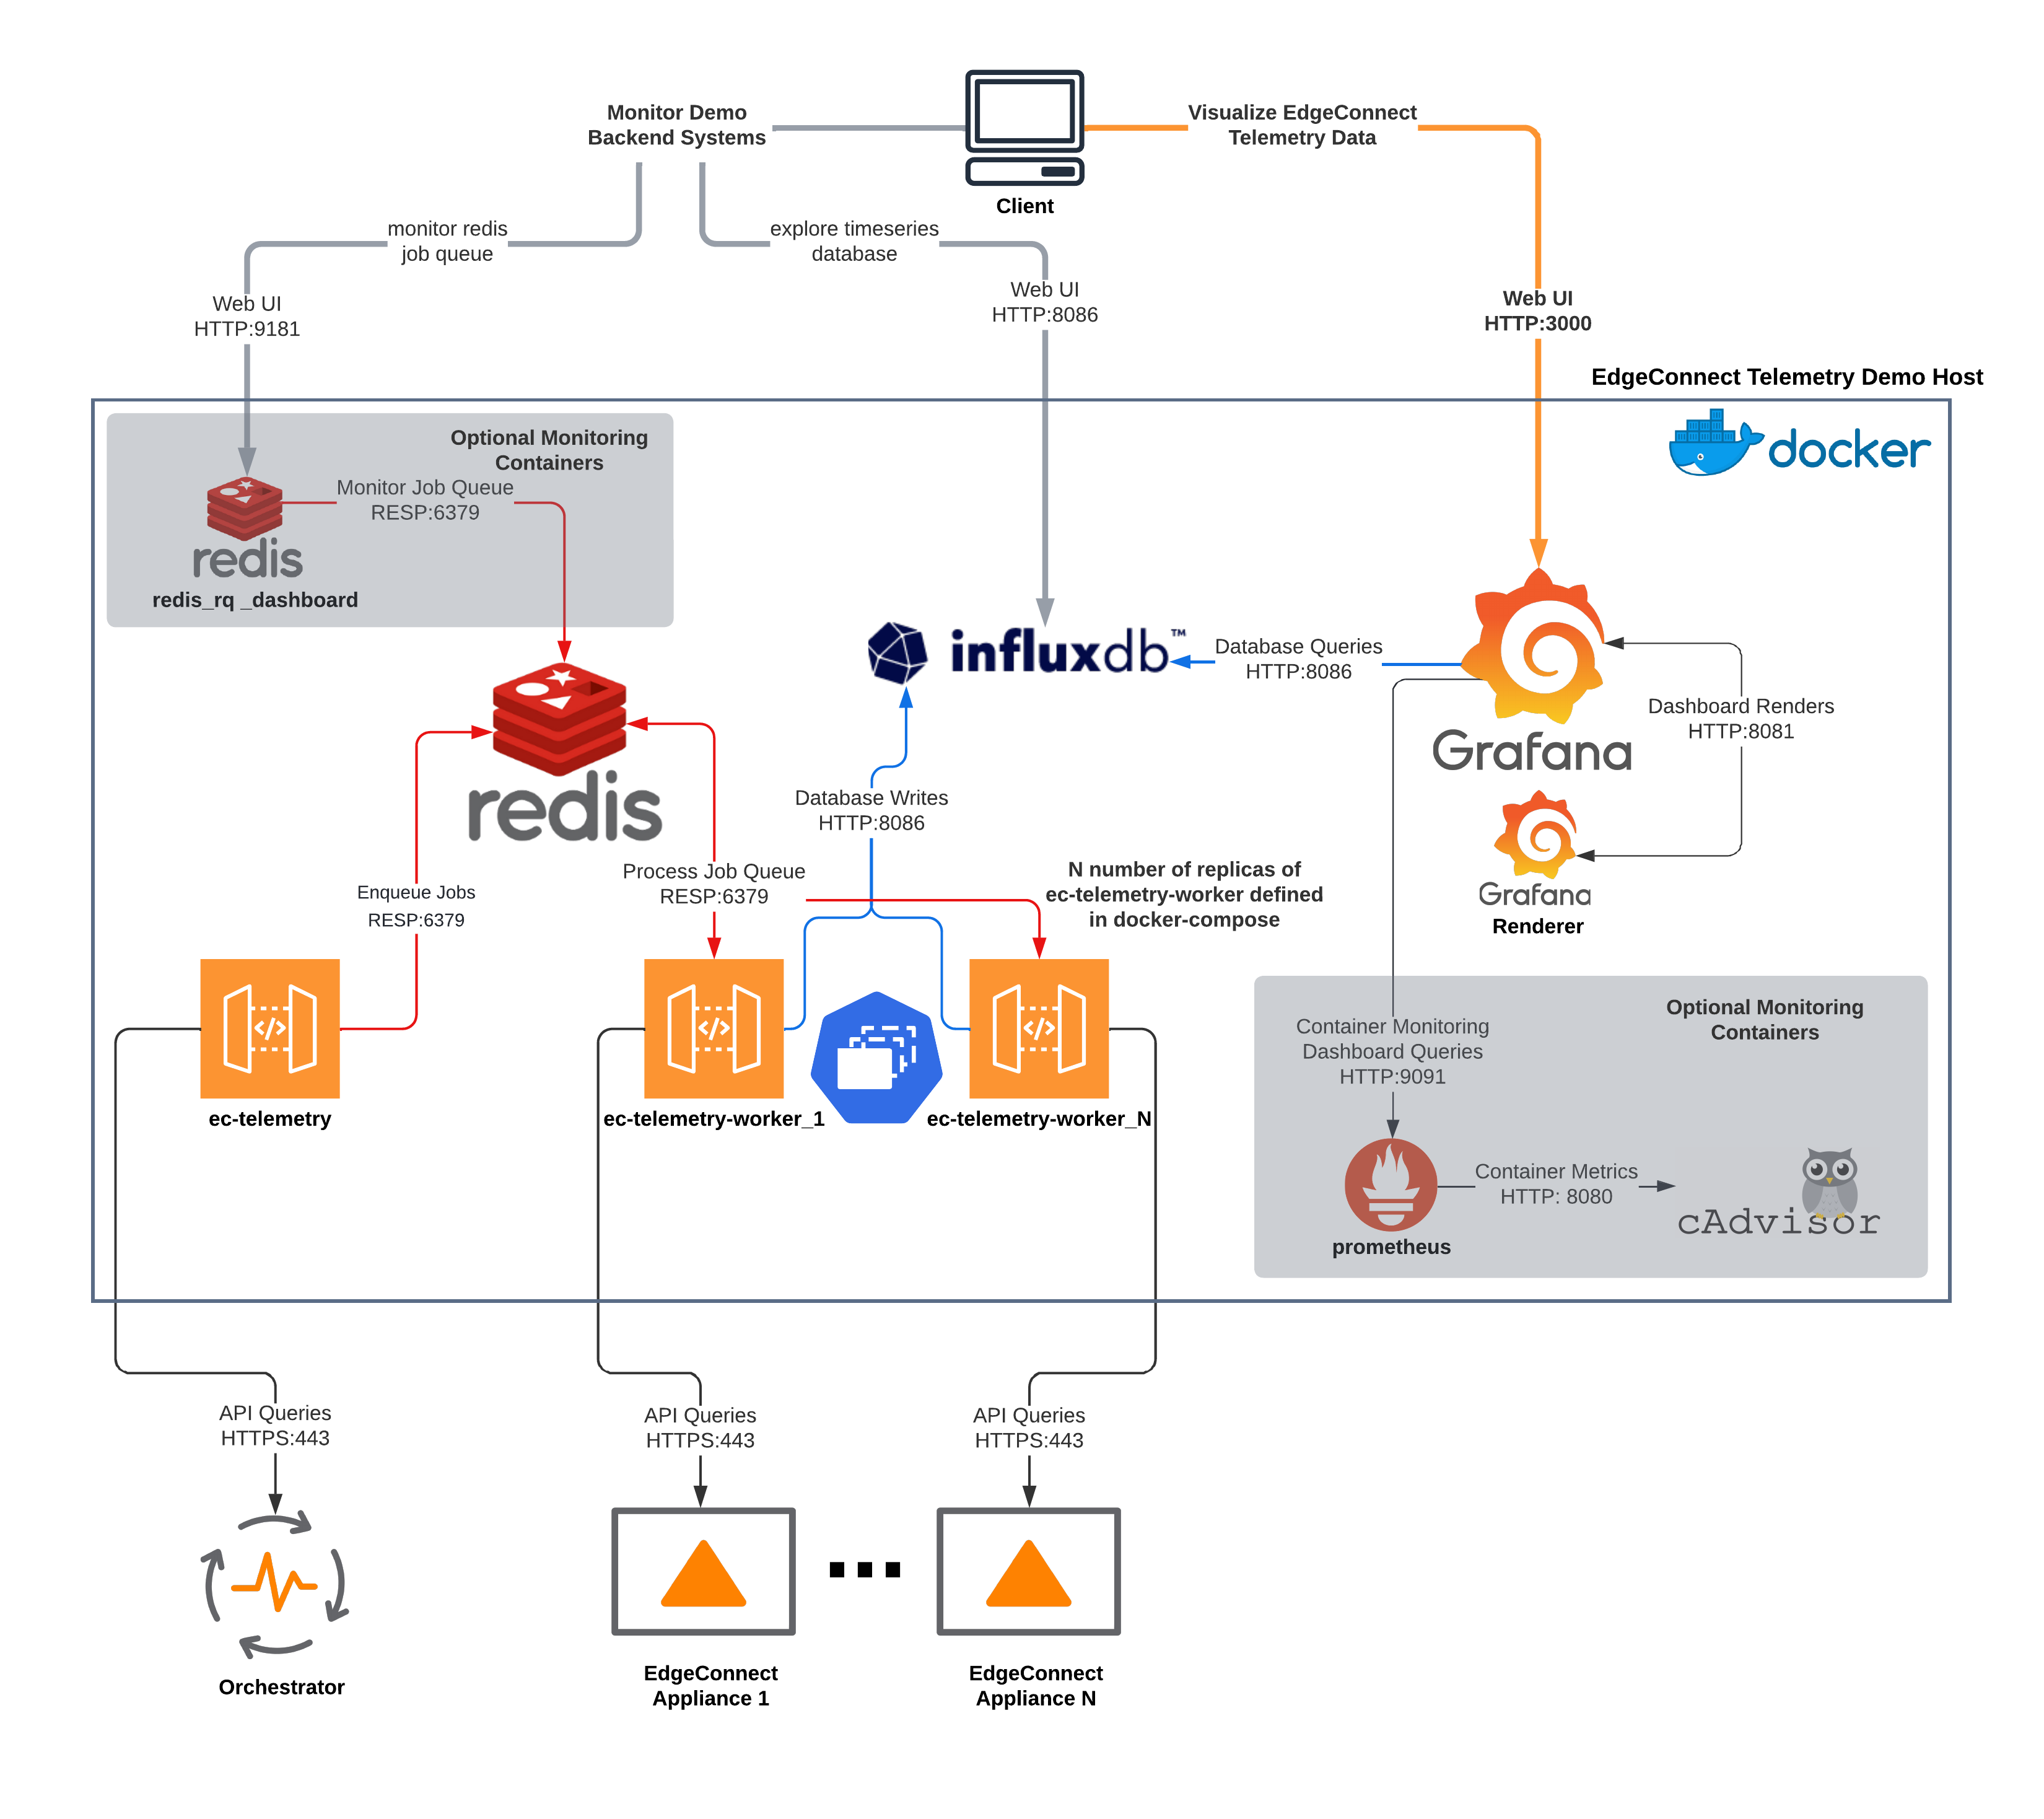 Monitor Demo
Backend Systems
Client
Visualize EdgeConnect
Telemetry Data
monitor redis
job queue
explore timeseries
database
Web UI
HTTP:9181
Web UI
HTTP:8086
Web UI
HTTP:3000
EdgeConnect Telemetry Demo Host
docker
Optional Monitoring
Containers
Monitor Job Queue
RESP:6379
redis
redis_rq _dashboard
influxdb™
Database Queries
HTTP:8086
Grafana
Dashboard Renders
HTTP:8081
redis
Database Writes
HTTP:8086
Grafana
Renderer
Enqueue Jobs
RESP:6379
Process Job Queue
RESP:6379
N number of replicas of
ec-telemetry-worker defined
in docker-compose
ec-telemetry
ec-telemetry-worker_1
ec-telemetry-worker_N
Optional Monitoring
Containers
Container Monitoring
Dashboard Queries
HTTP:9091
prometheus
Container Metrics
HTTP: 8080
cAdvisor
API Queries
HTTPS:443
API Queries
HTTPS:443
API Queries
HTTPS:443
Orchestrator
EdgeConnect
Appliance 1
EdgeConnect
Appliance N